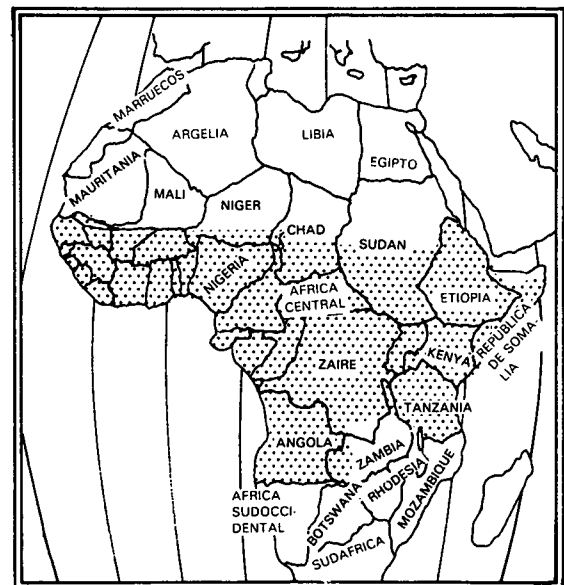 MARRUECOS
ARGELIA
LIBIA
EGIPTO
MAURITANIA
MALI
NIGER
CHAD
SUDAN
NIGERIA
AFRICA
CENTRAL
ETIOPIA
REPÚBLICA
DE SOMA-
LIA
KENYA
ZAIRE
TANZANIA
ANGOLA
ZAMBIA
AFRICA
SUDOCCI-
DENTAL
BOTSWANA
RHODESIA
MOZAMBIQUE
SUDAFRICA